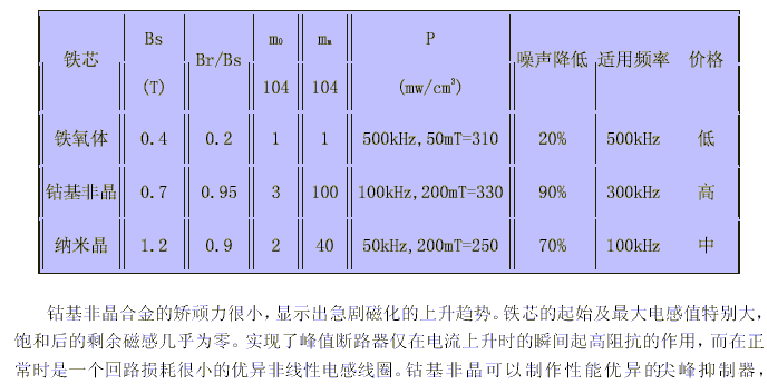 铁芯 Bs (T) Br/Bs m₀ 104 mₐ 104 P (mw/cm³) 噪声降低 适用频率 价格
铁氧体 0.4 0.2 1 1 500kHz,50mT=310 20% 500kHz 低
钴基非晶 0.7 0.95 3 100 100kHz,200mT=330 90% 300kHz 高
纳米晶 1.2 0.9 2 40 50kHz,200mT=250 70% 100kHz 中
钴基非晶合金的矫顽力很小,显示出急剧磁化的上升趋势。铁芯的起始及最大电感值特别大,
饱和后的剩余磁感几乎为零。实现了峰值断路器仅在电流上升时的瞬间起高阻抗的作用,而在正
常时是一个回路损耗很小的优异非线性电感线圈。钴基非晶可以制作性能优异的尖峰抑制器,